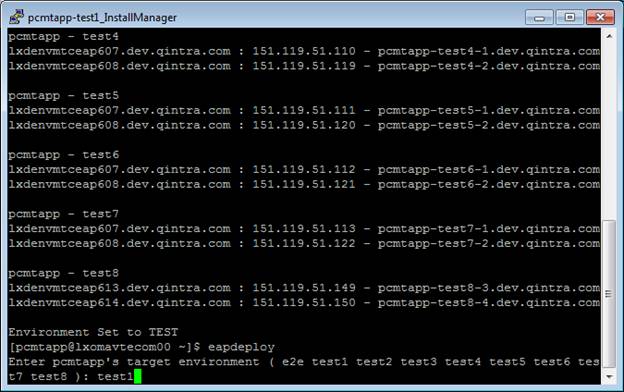 pcmtapp-test1_InstallManager
pcmtapp - test4
lxdenvmtceap607.dev.qintra.com : 151.119.51.110 - pcmtapp-test4-1.dev.qintra.com
lxdenvmtceap608.dev.qintra.com : 151.119.51.119 - pcmtapp-test4-2.dev.qintra.com
pcmtapp - test5
lxdenvmtceap607.dev.qintra.com : 151.119.51.111 - pcmtapp-test5-1.dev.qintra.com
lxdenvmtceap608.dev.qintra.com : 151.119.51.120 - pcmtapp-test5-2.dev.qintra.com
pcmtapp - test6
lxdenvmtceap607.dev.qintra.com : 151.119.51.112 - pcmtapp-test6-1.dev.qintra.com
lxdenvmtceap608.dev.qintra.com : 151.119.51.121 - pcmtapp-test6-2.dev.qintra.com
pcmtapp - test7
lxdenvmtceap607.dev.qintra.com : 151.119.51.113 - pcmtapp-test7-1.dev.qintra.com
lxdenvmtceap608.dev.qintra.com : 151.119.51.122 - pcmtapp-test7-2.dev.qintra.com
pcmtapp - test8
lxdenvmtceap613.dev.qintra.com : 151.119.51.149 - pcmtapp-test8-3.dev.qintra.com
lxdenvmtceap614.dev.qintra.com : 151.119.51.150 - pcmtapp-test8-4.dev.qintra.com
Environment Set to TEST
[pcmtapp@lxomavtecom00 ~]$ eapdeploy
Enter pcmtapp's target environment ( e2e test1 test2 test3 test4 test5 test6 tes
t7 test8 ): test1